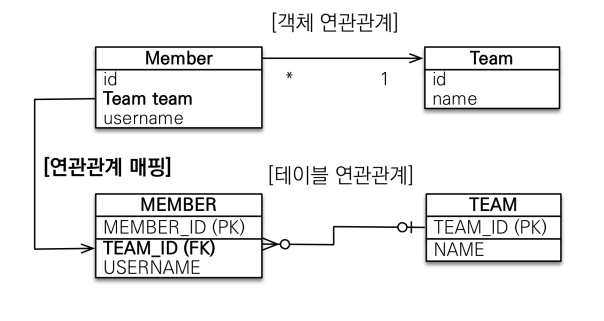 [객체 연관관계]
Member
id
Team team
username
* 1
Team
id
name
[연관관계 매핑]
[테이블 연관관계]
MEMBER
MEMBER_ID (PK)
TEAM_ID (FK)
USERNAME
TEAM
TEAM_ID (PK)
NAME